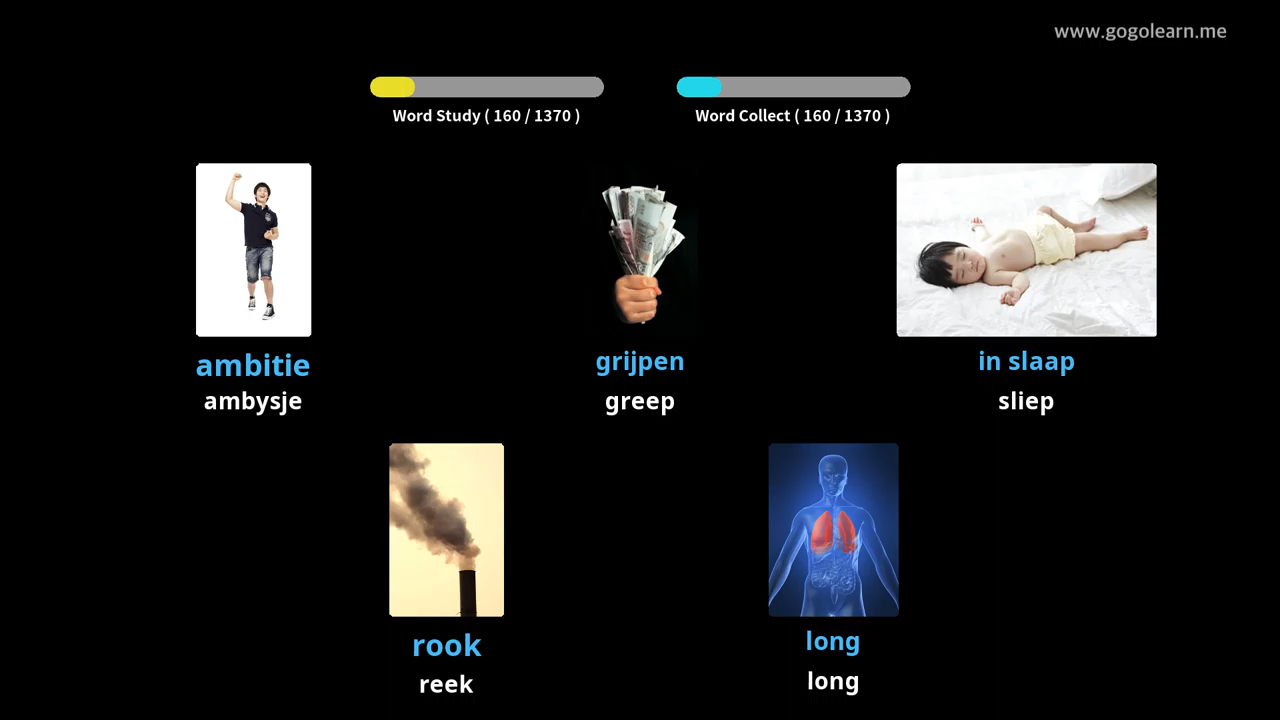 www.gogolearn.me
Word Study ( 160 / 1370 )
Word Collect ( 160 / 1370 )
ambitie
ambysje
grijpen
greep
in slaap
sliep
rook
reek
long
long